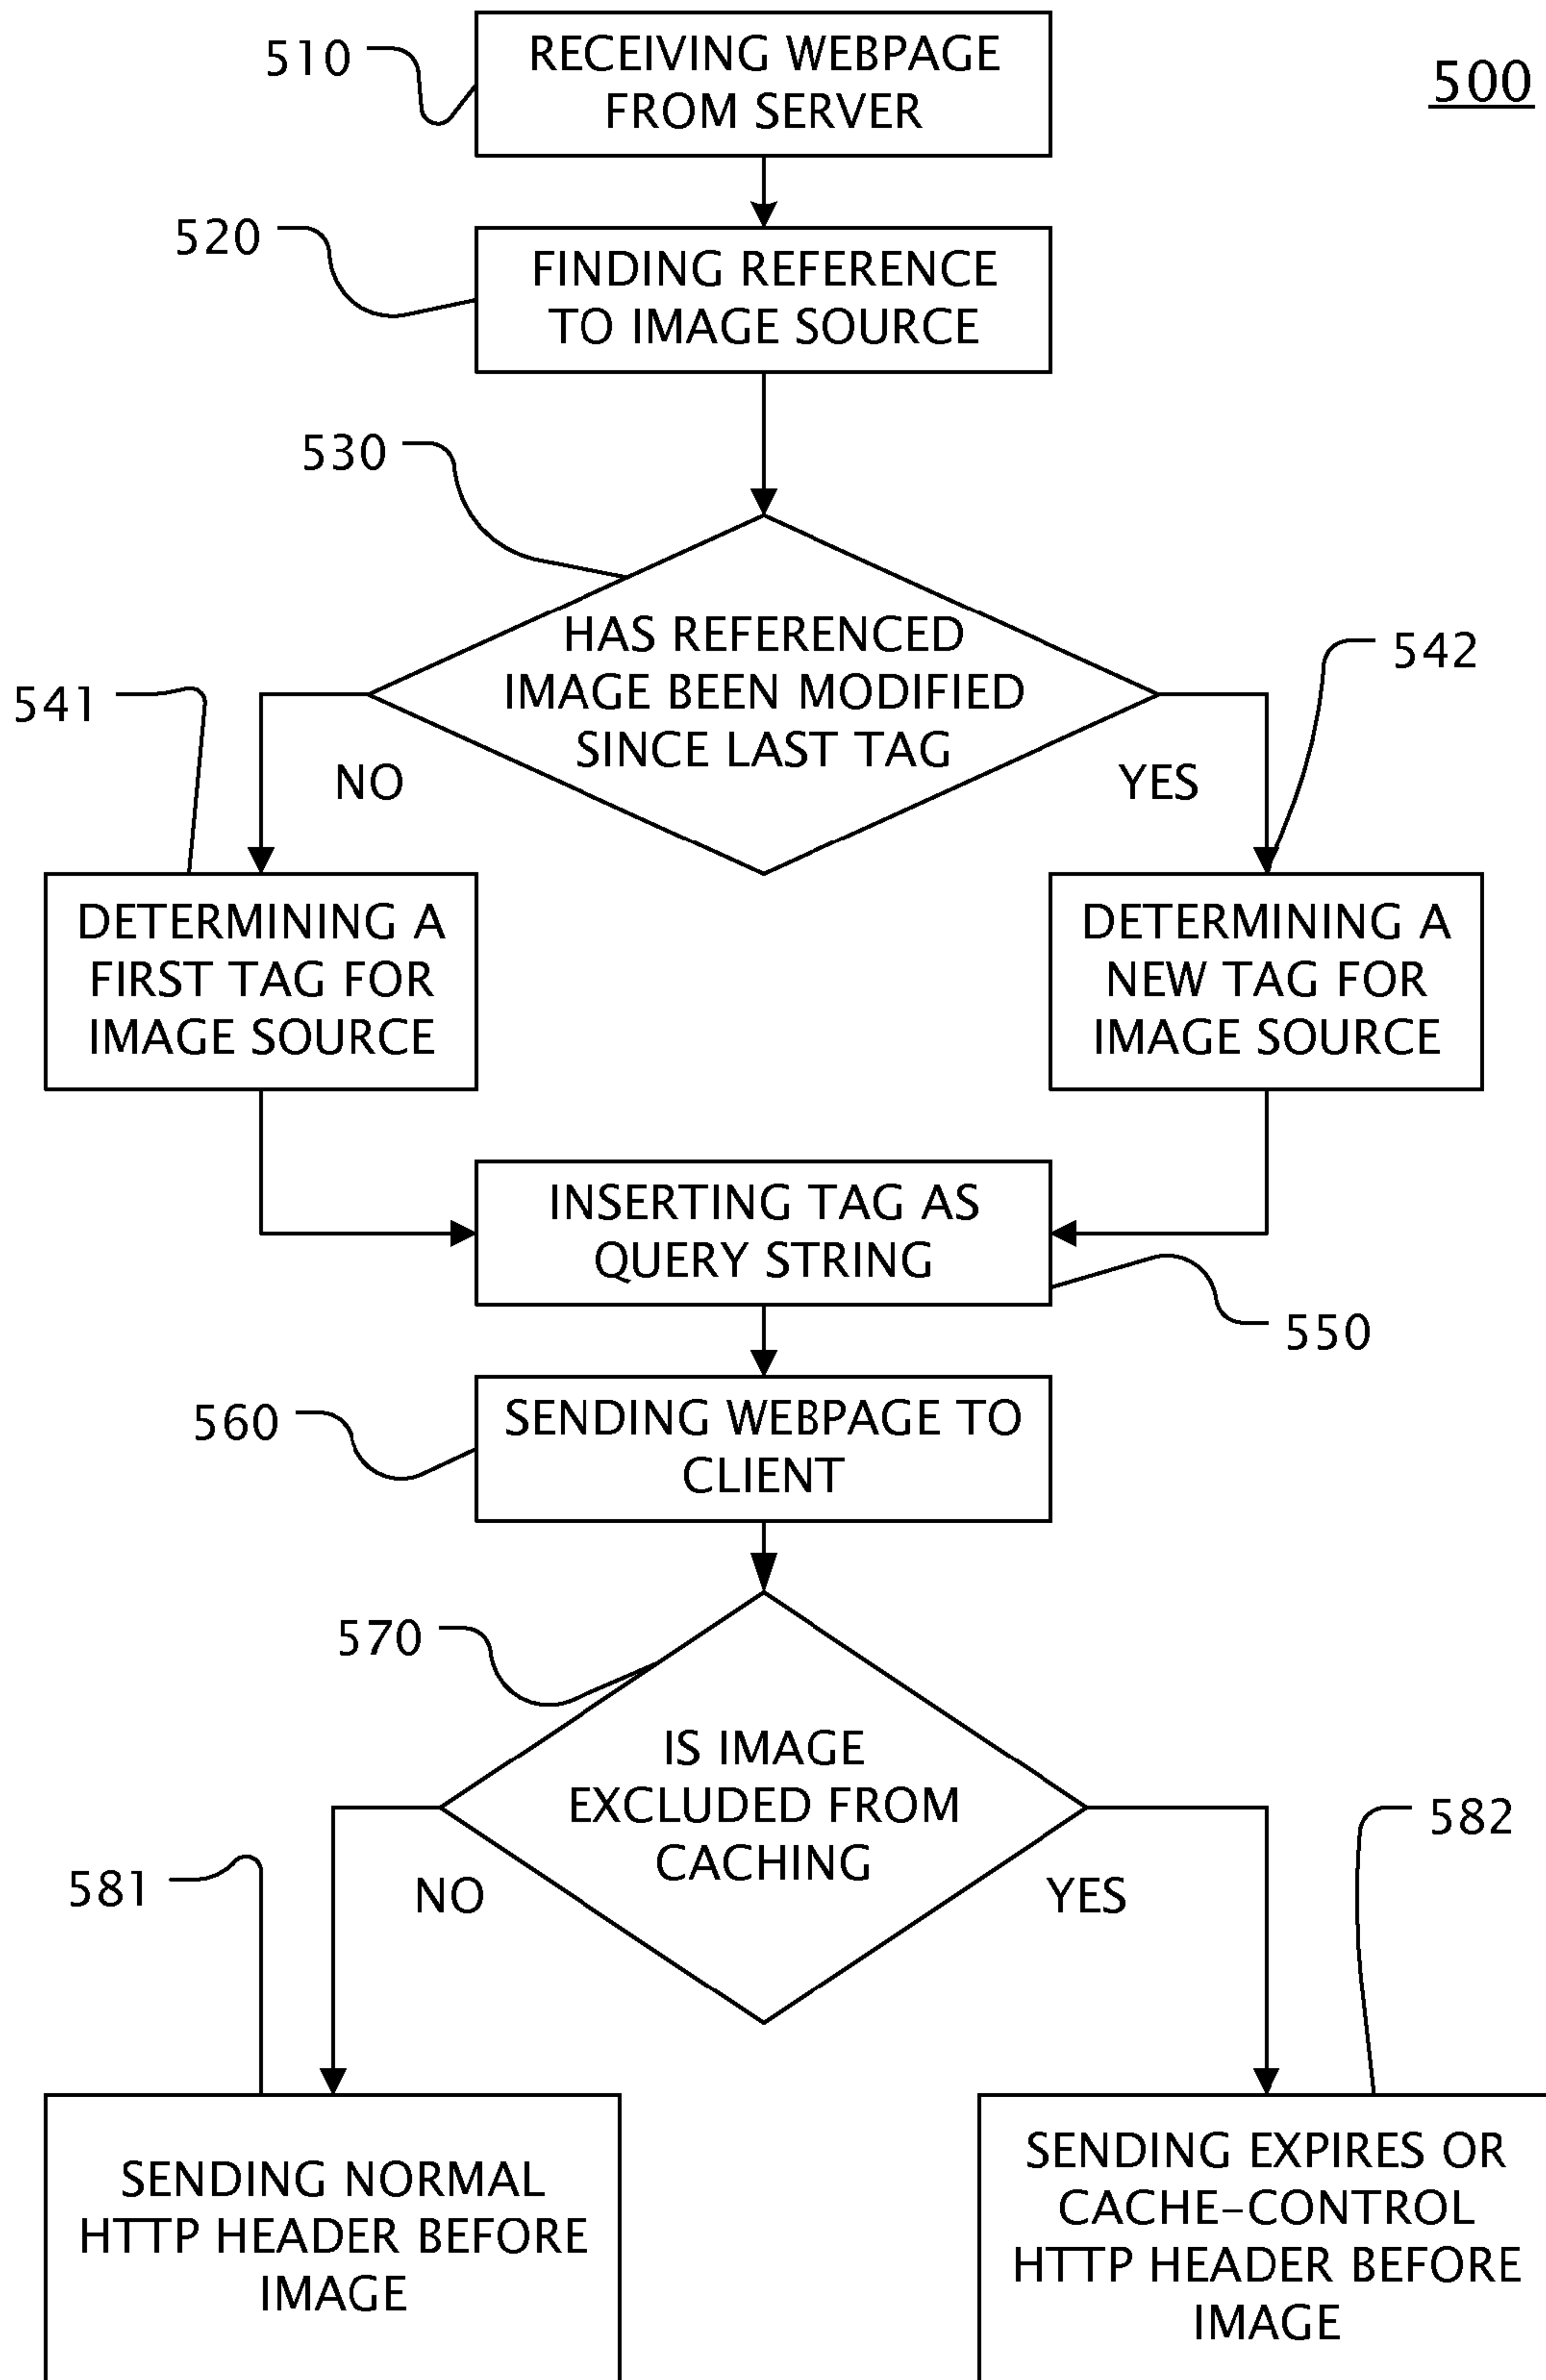 510
RECEIVING WEBPAGE
FROM SERVER
500
520
FINDING REFERENCE
TO IMAGE SOURCE
530
HAS REFERENCED
IMAGE BEEN MODIFIED
SINCE LAST TAG
541
542
NO
YES
DETERMINING A
FIRST TAG FOR
IMAGE SOURCE
DETERMINING A
NEW TAG FOR
IMAGE SOURCE
INSERTING TAG AS
QUERY STRING
550
560
SENDING WEBPAGE TO
CLIENT
570
IS IMAGE
EXCLUDED FROM
CACHING
581
582
NO
YES
SENDING NORMAL
HTTP HEADER BEFORE
IMAGE
SENDING EXPIRES OR
CACHE-CONTROL
HTTP HEADER BEFORE
IMAGE